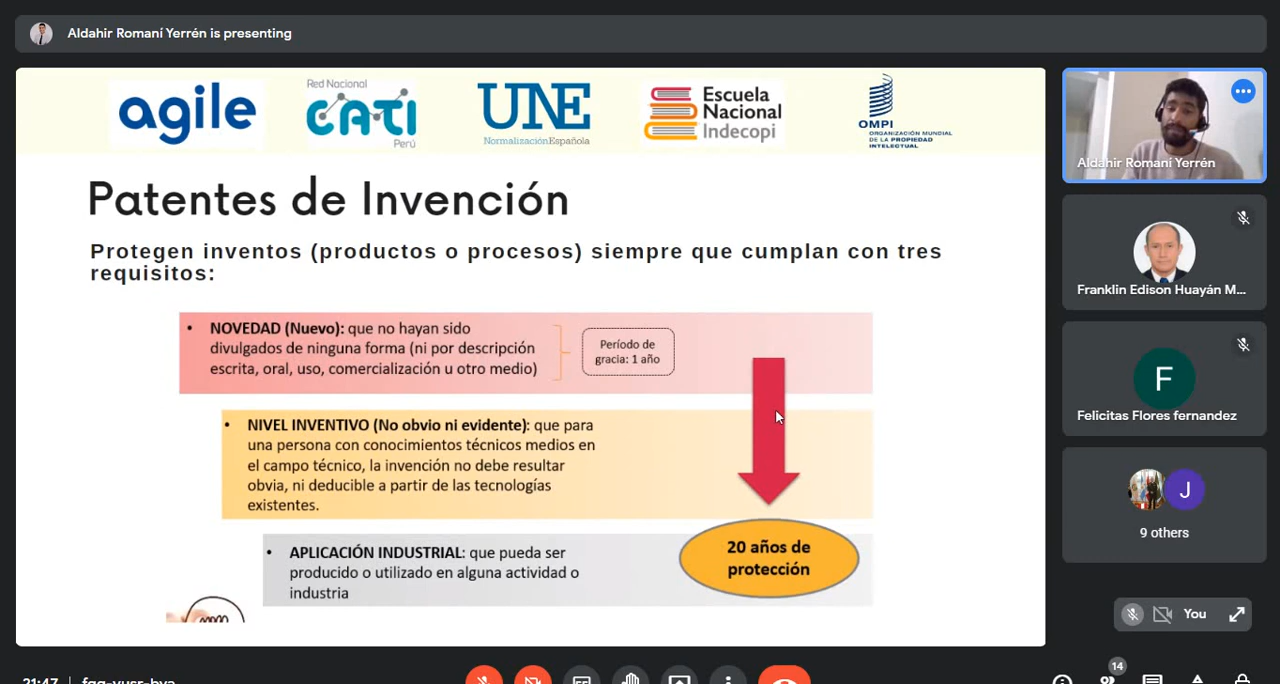 Aldahir Romaní Yerrén is presenting
agile
Red Nacional
CATI
Perú
UNE
NormalizaciónEspañola
Escuela
Nacional
Indecopi
OMPI
ORGANIZACIÓN MUNDIAL
DE LA PROPIEDAD
INTELECTUAL
Patentes de Invención
Protegen inventos (productos o procesos) siempre que cumplan con tres
requisitos:
• NOVEDAD (Nuevo): que no hayan sido
divulgados de ninguna forma (ni por descripción
escrita, oral, uso, comercialización u otro medio)
Período de
gracia: 1 año
• NIVEL INVENTIVO (No obvio ni evidente): que para
una persona con conocimientos técnicos medios en
el campo técnico, la invención no debe resultar
obvia, ni deducible a partir de las tecnologías
existentes.
• APLICACIÓN INDUSTRIAL: que pueda ser
producido o utilizado en alguna actividad o
industria
20 años de
protección
Aldahir Romaní Yerrén
Franklin Edison Huayán M...
F
Felicitas Flores fernandez
J
9 others
You
14
21:47